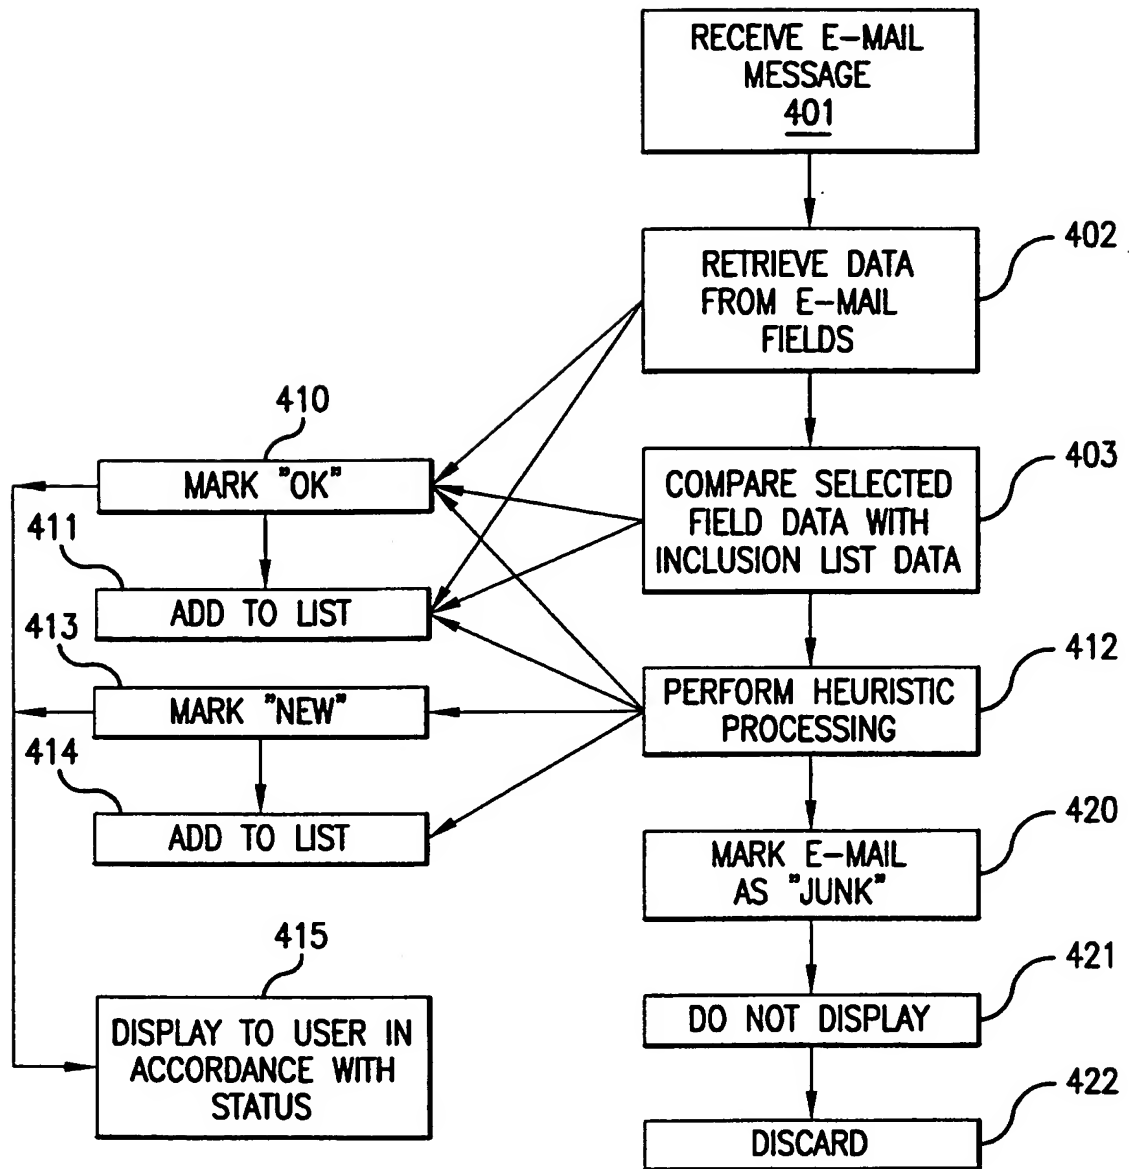 RECEIVE E-MAIL
MESSAGE
401
402
RETRIEVE DATA
FROM E-MAIL
FIELDS
410
MARK "OK"
403
COMPARE SELECTED
FIELD DATA WITH
INCLUSION LIST DATA
411
ADD TO LIST
413
MARK "NEW"
412
PERFORM HEURISTIC
PROCESSING
414
ADD TO LIST
420
MARK E-MAIL
AS "JUNK"
415
DISPLAY TO USER IN
ACCORDANCE WITH
STATUS
421
DO NOT DISPLAY
422
DISCARD